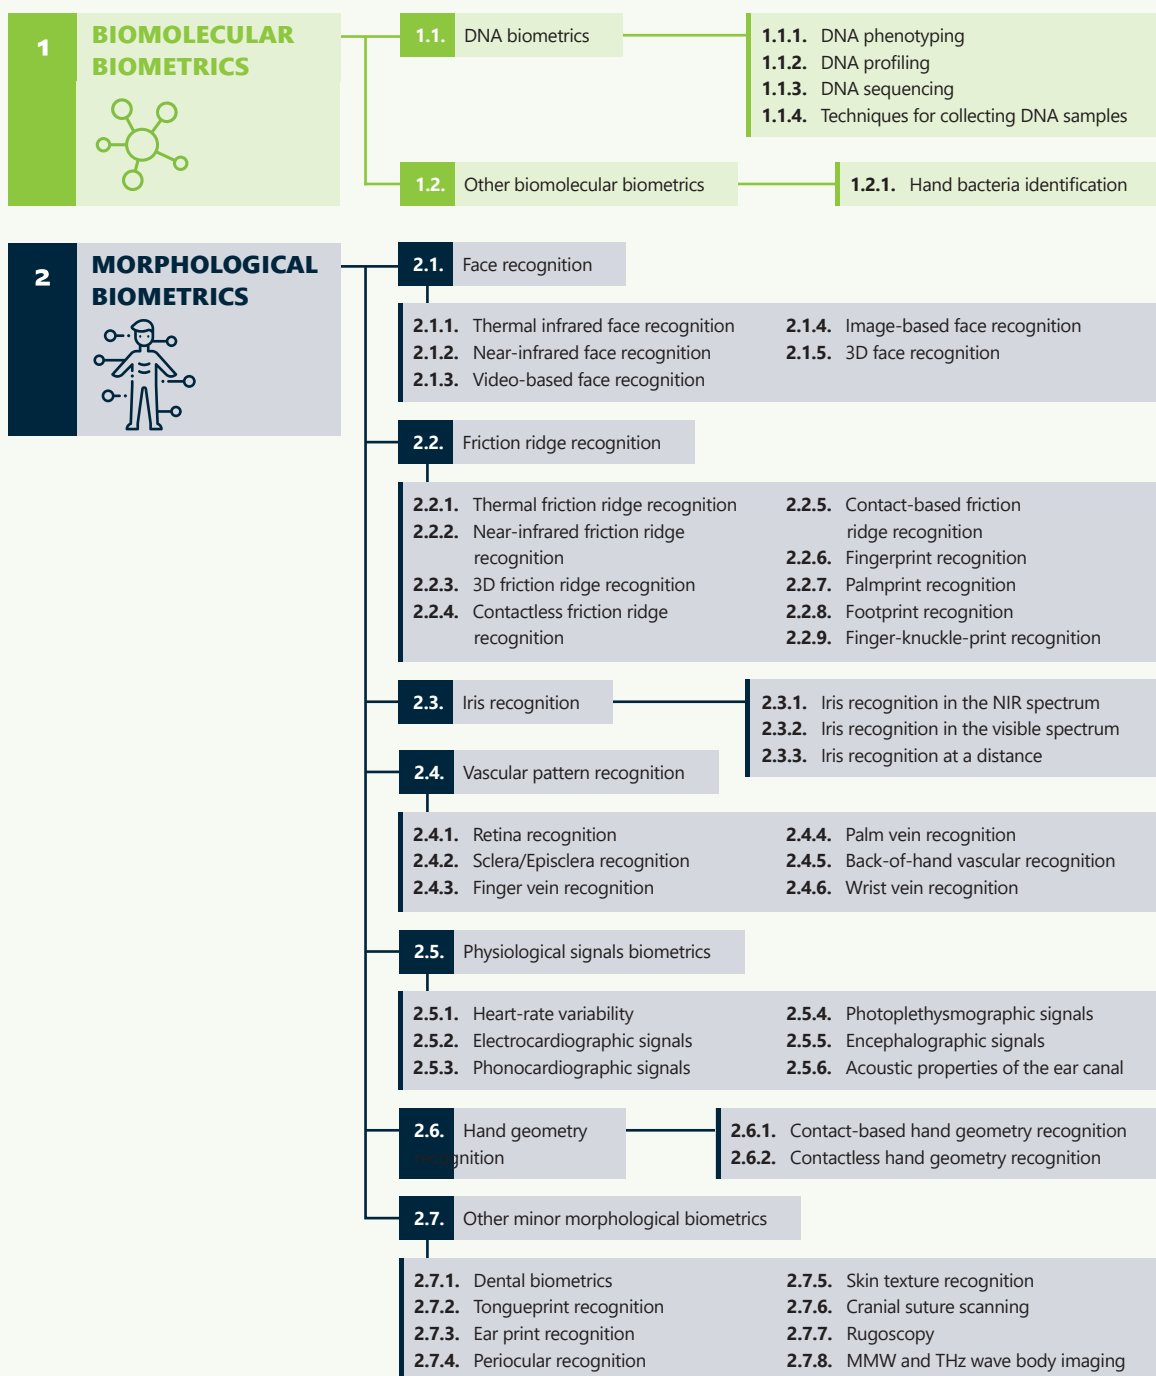 1
BIOMOLECULAR
BIOMETRICS
1.1. DNA biometrics
1.1.1. DNA phenotyping
1.1.2. DNA profiling
1.1.3. DNA sequencing
1.1.4. Techniques for collecting DNA samples
1.2. Other biomolecular biometrics
1.2.1. Hand bacteria identification
2
MORPHOLOGICAL
BIOMETRICS
2.1. Face recognition
2.1.1. Thermal infrared face recognition
2.1.2. Near-infrared face recognition
2.1.3. Video-based face recognition
2.1.4. Image-based face recognition
2.1.5. 3D face recognition
2.2. Friction ridge recognition
2.2.1. Thermal friction ridge recognition
2.2.2. Near-infrared friction ridge
recognition
2.2.3. 3D friction ridge recognition
2.2.4. Contactless friction ridge
recognition
2.2.5. Contact-based friction
ridge recognition
2.2.6. Fingerprint recognition
2.2.7. Palmprint recognition
2.2.8. Footprint recognition
2.2.9. Finger-knuckle-print recognition
2.3. Iris recognition
2.3.1. Iris recognition in the NIR spectrum
2.3.2. Iris recognition in the visible spectrum
2.3.3. Iris recognition at a distance
2.4. Vascular pattern recognition
2.4.1. Retina recognition
2.4.2. Sclera/Episclera recognition
2.4.3. Finger vein recognition
2.4.4. Palm vein recognition
2.4.5. Back-of-hand vascular recognition
2.4.6. Wrist vein recognition
2.5. Physiological signals biometrics
2.5.1. Heart-rate variability
2.5.2. Electrocardiographic signals
2.5.3. Phonocardiographic signals
2.5.4. Photoplethysmographic signals
2.5.5. Encephalographic signals
2.5.6. Acoustic properties of the ear canal
2.6. Hand geometry
recognition
2.6.1. Contact-based hand geometry recognition
2.6.2. Contactless hand geometry recognition
2.7. Other minor morphological biometrics
2.7.1. Dental biometrics
2.7.2. Tongueprint recognition
2.7.3. Ear print recognition
2.7.4. Periocular recognition
2.7.5. Skin texture recognition
2.7.6. Cranial suture scanning
2.7.7. Rugoscopy
2.7.8. MMW and THz wave body imaging